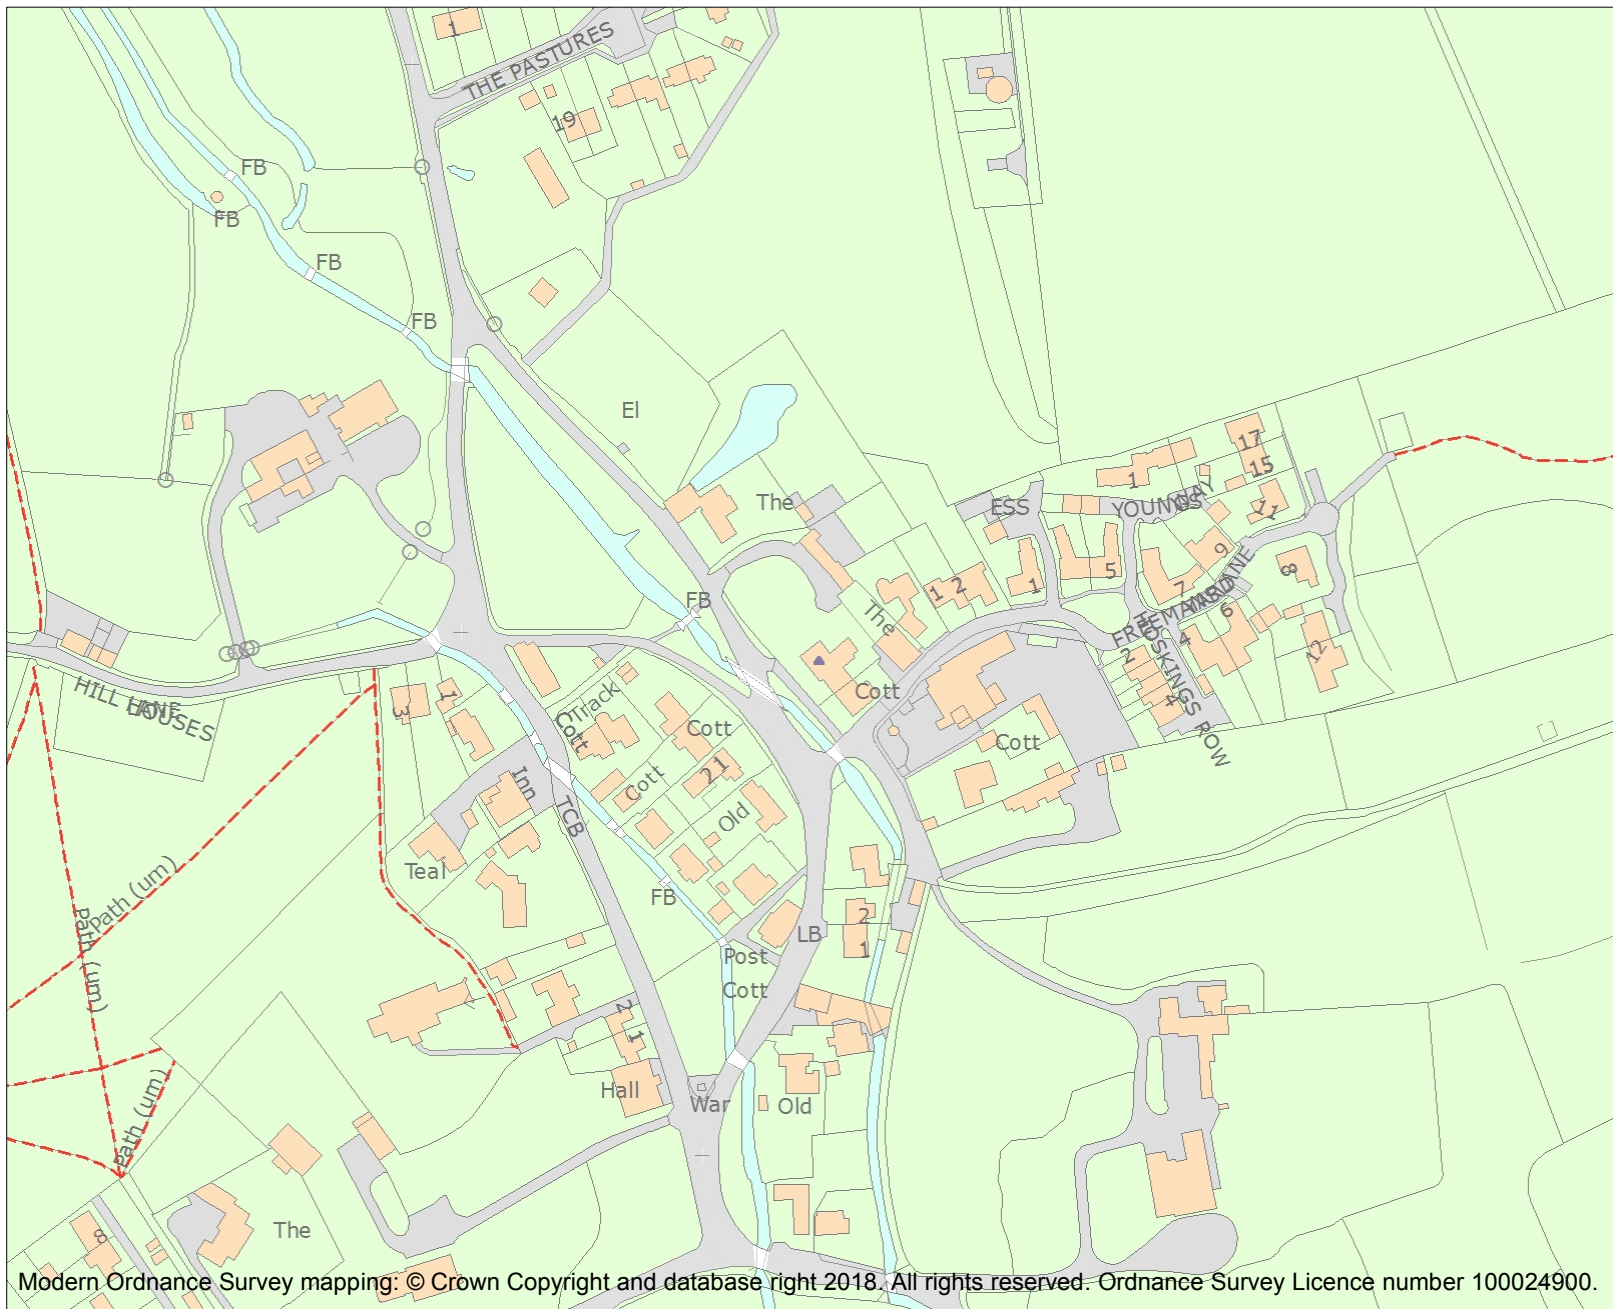 1
THE PASTURES
19
FB
FB
FB
FB
El
The
ESS
YOUNGS
1
17
15
11
9
8
5
7
1
1 2
FB
The
FREEMANS
LANE
6
4
2
4
12
HOSKINGS ROW
Cott
Cott
HILL HOUSES
LANE
3
1
Track
Cott
Cott
2 1
Cott
Old
Inn
TCB
Teal
Path (um)
Path (um)
FB
LB
2
1
Post
Cott
2
1
Hall
War
Old
Path (um)
The
8
Modern Ordnance Survey mapping: © Crown Copyright and database right 2018. All rights reserved. Ordnance Survey Licence number 100024900.